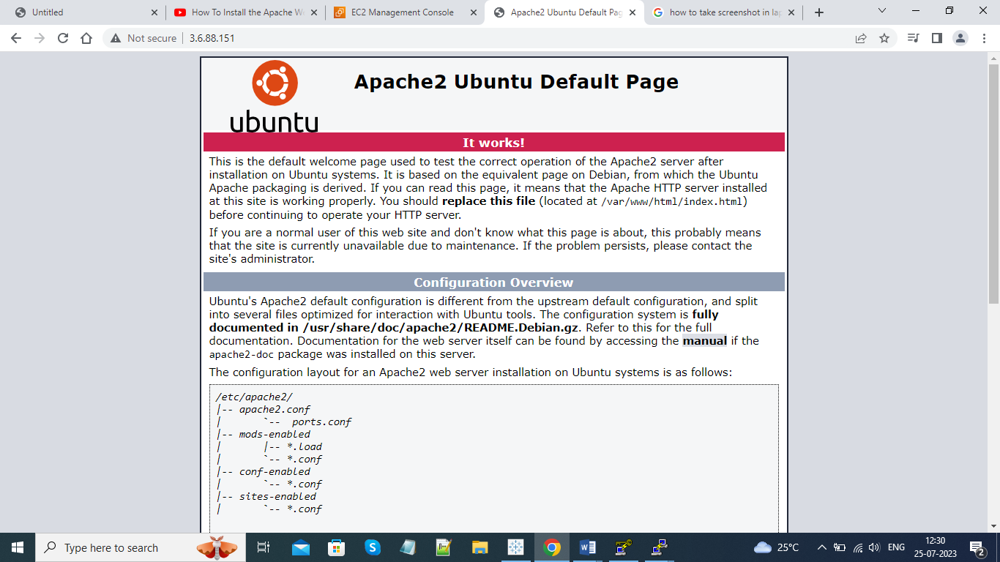 Untitled
How To Install the Apache W
EC2 Management Console
Apache2 Ubuntu Default Pag
how to take screenshot in lap
Not secure
3.6.88.151
ubuntu
Apache2 Ubuntu Default Page
It works!
This is the default welcome page used to test the correct operation of the Apache2 server after
installation on Ubuntu systems. It is based on the equivalent page on Debian, from which the Ubuntu
Apache packaging is derived. If you can read this page, it means that the Apache HTTP server installed
at this site is working properly. You should replace this file (located at /var/www/html/index.html)
before continuing to operate your HTTP server.
If you are a normal user of this web site and don't know what this page is about, this probably means
that the site is currently unavailable due to maintenance. If the problem persists, please contact the
site's administrator.
Configuration Overview
Ubuntu's Apache2 default configuration is different from the upstream default configuration, and split
into several files optimized for interaction with Ubuntu tools. The configuration system is fully
documented in /usr/share/doc/apache2/README.Debian.gz. Refer to this for the full
documentation. Documentation for the web server itself can be found by accessing the manual if the
apache2-doc package was installed on this server.
The configuration layout for an Apache2 web server installation on Ubuntu systems is as follows:
/etc/apache2/
|-- apache2.conf
|       `--  ports.conf
|-- mods-enabled
|       |-- *.load
|       `-- *.conf
|-- conf-enabled
|       `-- *.conf
|-- sites-enabled
|       `-- *.conf
Type here to search
25°C
ENG
12:30
25-07-2023
2